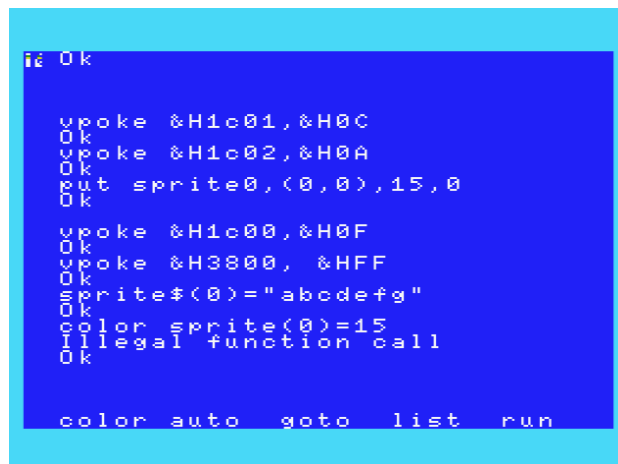 Ok
vpoke &H1c01,&H0C
Ok
vpoke &H1c02,&H0A
Ok
put sprite0,(0,0),15,0
Ok
vpoke &H1c00,&H0F
Ok
vpoke &H3800, &HFF
Ok
sprite$(0)="abcdefg"
Ok
color sprite(0)=15
Illegal function call
Ok
color auto goto list run